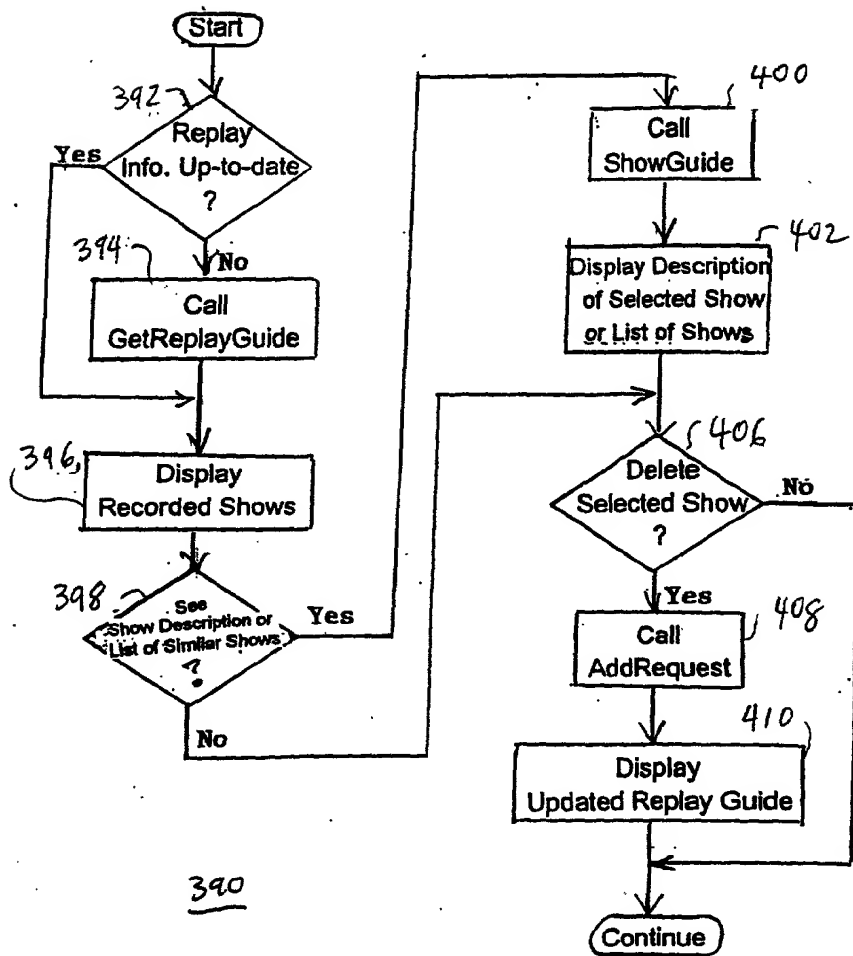 Start
392
Replay
Info. Up-to-date
?
Yes
No
394
Call
GetReplayGuide
396
Display
Recorded Shows
398
See
Show Description or
List of Similar Shows
?
Yes
No
400
Call
ShowGuide
402
Display Description
of Selected Show
or List of Shows
406
Delete
Selected Show
?
No
Yes
408
Call
AddRequest
410
Display
Updated Replay Guide
Continue
390